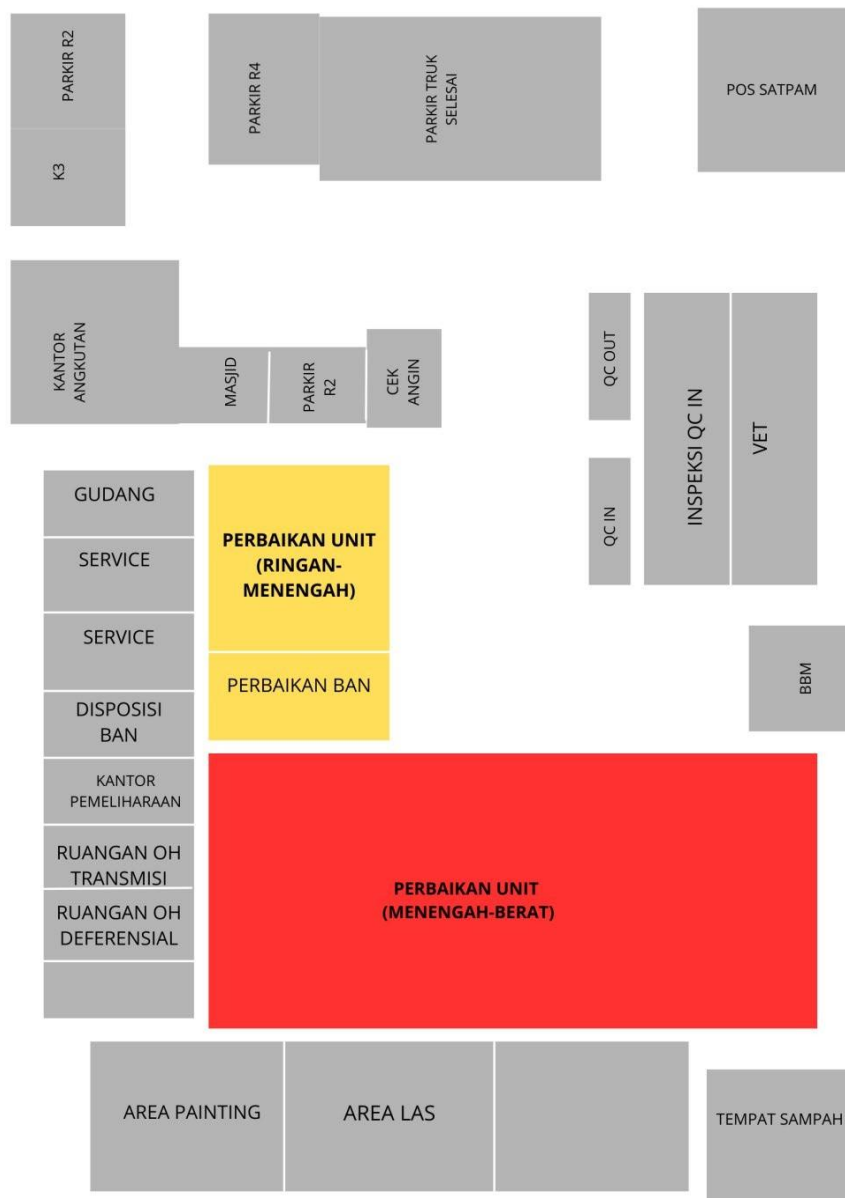 PARKIR R2
K3
PARKIR R4
PARKIR TRUK
SELESAI
POS SATPAM
KANTOR
ANGKUTAN
MASJID
PARKIR
R2
CEK
ANGIN
QC OUT
QC IN
INSPEKSI QC IN
VET
GUDANG
SERVICE
SERVICE
DISPOSISI
BAN
KANTOR
PEMELIHARAAN
RUANGAN OH
TRANSMISI
RUANGAN OH
DEFERENSIAL
PERBAIKAN UNIT
(RINGAN-
MENENGAH)
PERBAIKAN BAN
BBM
PERBAIKAN UNIT
(MENENGAH-BERAT)
AREA PAINTING
AREA LAS
TEMPAT SAMPAH